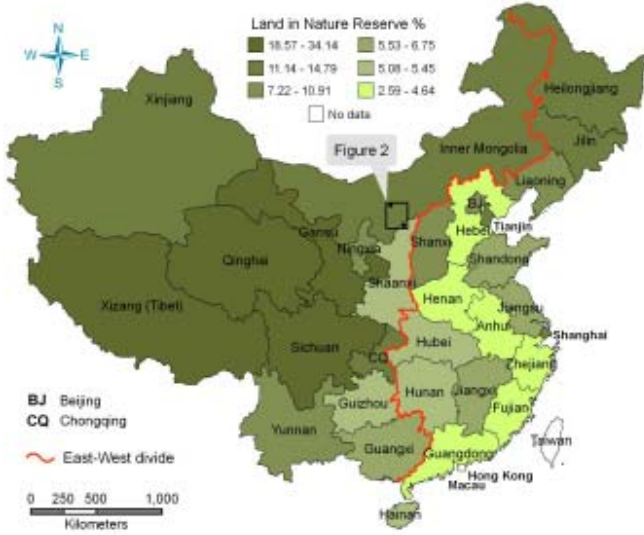 Land in Nature Reserve %
18.57 - 34.14
5.53 - 6.75
11.14 - 14.79
5.08 - 5.45
7.22 - 10.91
2.59 - 4.64
No data
N
W
E
S
Xinjiang
Heilongjiang
Jilin
Inner Mongolia
Figure 2
Liaoning
BJ
Tianjin
Hebei
Gansu
Ningxia
Shanxi
Shandong
Qinghai
Shaanxi
Henan
Jiangsu
Xizang (Tibet)
Anhui
Shanghai
Sichuan
Hubei
CQ
Zhejiang
Hunan
Jiangxi
Guizhou
Fujian
Yunnan
Taiwan
Guangxi
Guangdong
Hong Kong
Macau
Hainan
BJ Beijing
CQ Chongqing
East-West divide
0 250 500 1,000
Kilometers